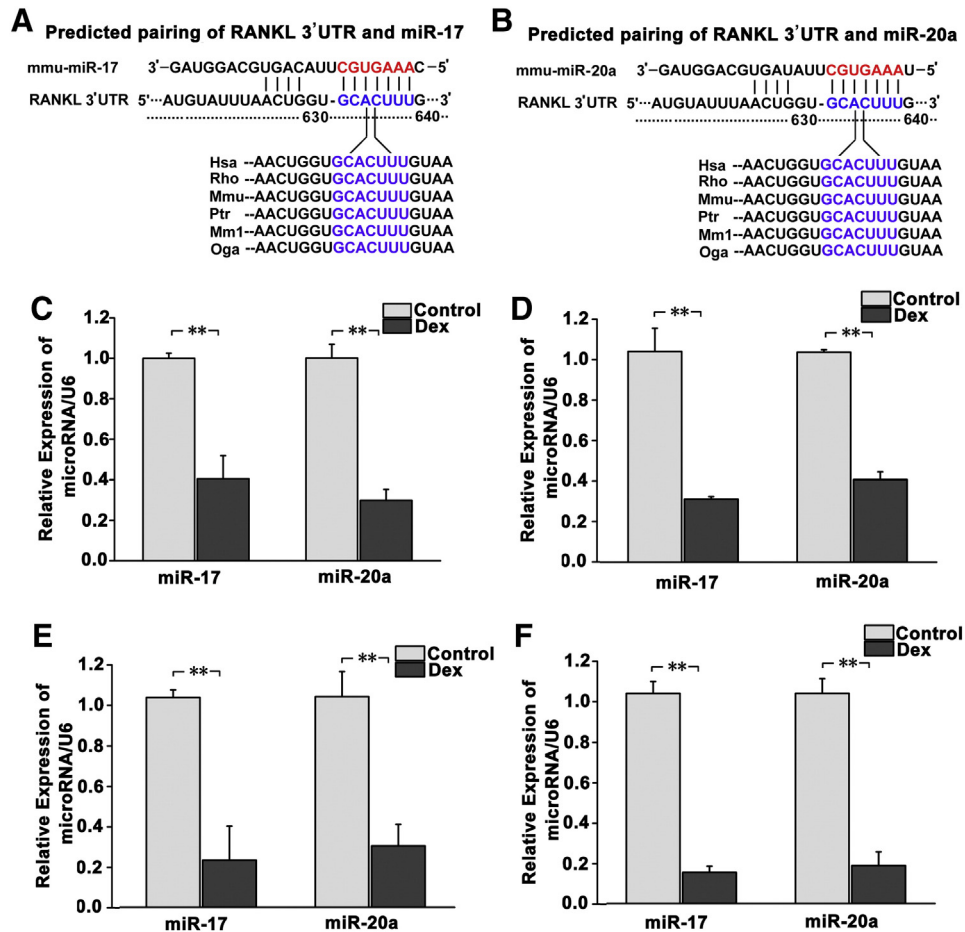 A
Predicted pairing of RANKL 3'UTR and miR-17
mmu-miR-17 3'-GAUGGACGUGACAUUCGUGAAAC-5'
RANKL 3'UTR 5'···AUGUAUUUAACUGGU-GCACUUUG···3'
630 640
Hsa --AACUGGUGCACUUUGUAA
Rho --AACUGGUGCACUUUGUAA
Mmu --AACUGGUGCACUUUGUAA
Ptr --AACUGGUGCACUUUGUAA
Mm1--AACUGGUGCACUUUGUAA
Oga --AACUGGUGCACUUUGUAA
B
Predicted pairing of RANKL 3'UTR and miR-20a
mmu-miR-20a 3'-GAUGGACGUGAUAUUCGUGAAAU-5'
RANKL 3'UTR 5'···AUGUAUUUAACUGGU-GCACUUUG···3'
630 640
Hsa --AACUGGUGCACUUUGUAA
Rho --AACUGGUGCACUUUGUAA
Mmu --AACUGGUGCACUUUGUAA
Ptr --AACUGGUGCACUUUGUAA
Mm1--AACUGGUGCACUUUGUAA
Oga --AACUGGUGCACUUUGUAA
C
Relative Expression of
microRNA/U6
1.2
1.0
0.8
0.6
0.4
0.2
0.0
**
**
Control
Dex
miR-17
miR-20a
D
Relative Expression of
microRNA/U6
1.2
1.0
0.8
0.6
0.4
0.2
0.0
**
**
Control
Dex
miR-17
miR-20a
E
Relative Expression of
microRNA/U6
1.2
1.0
0.8
0.6
0.4
0.2
0.0
**
**
Control
Dex
miR-17
miR-20a
F
Relative Expression of
microRNA/U6
1.2
1.0
0.8
0.6
0.4
0.2
0.0
**
**
Control
Dex
miR-17
miR-20a